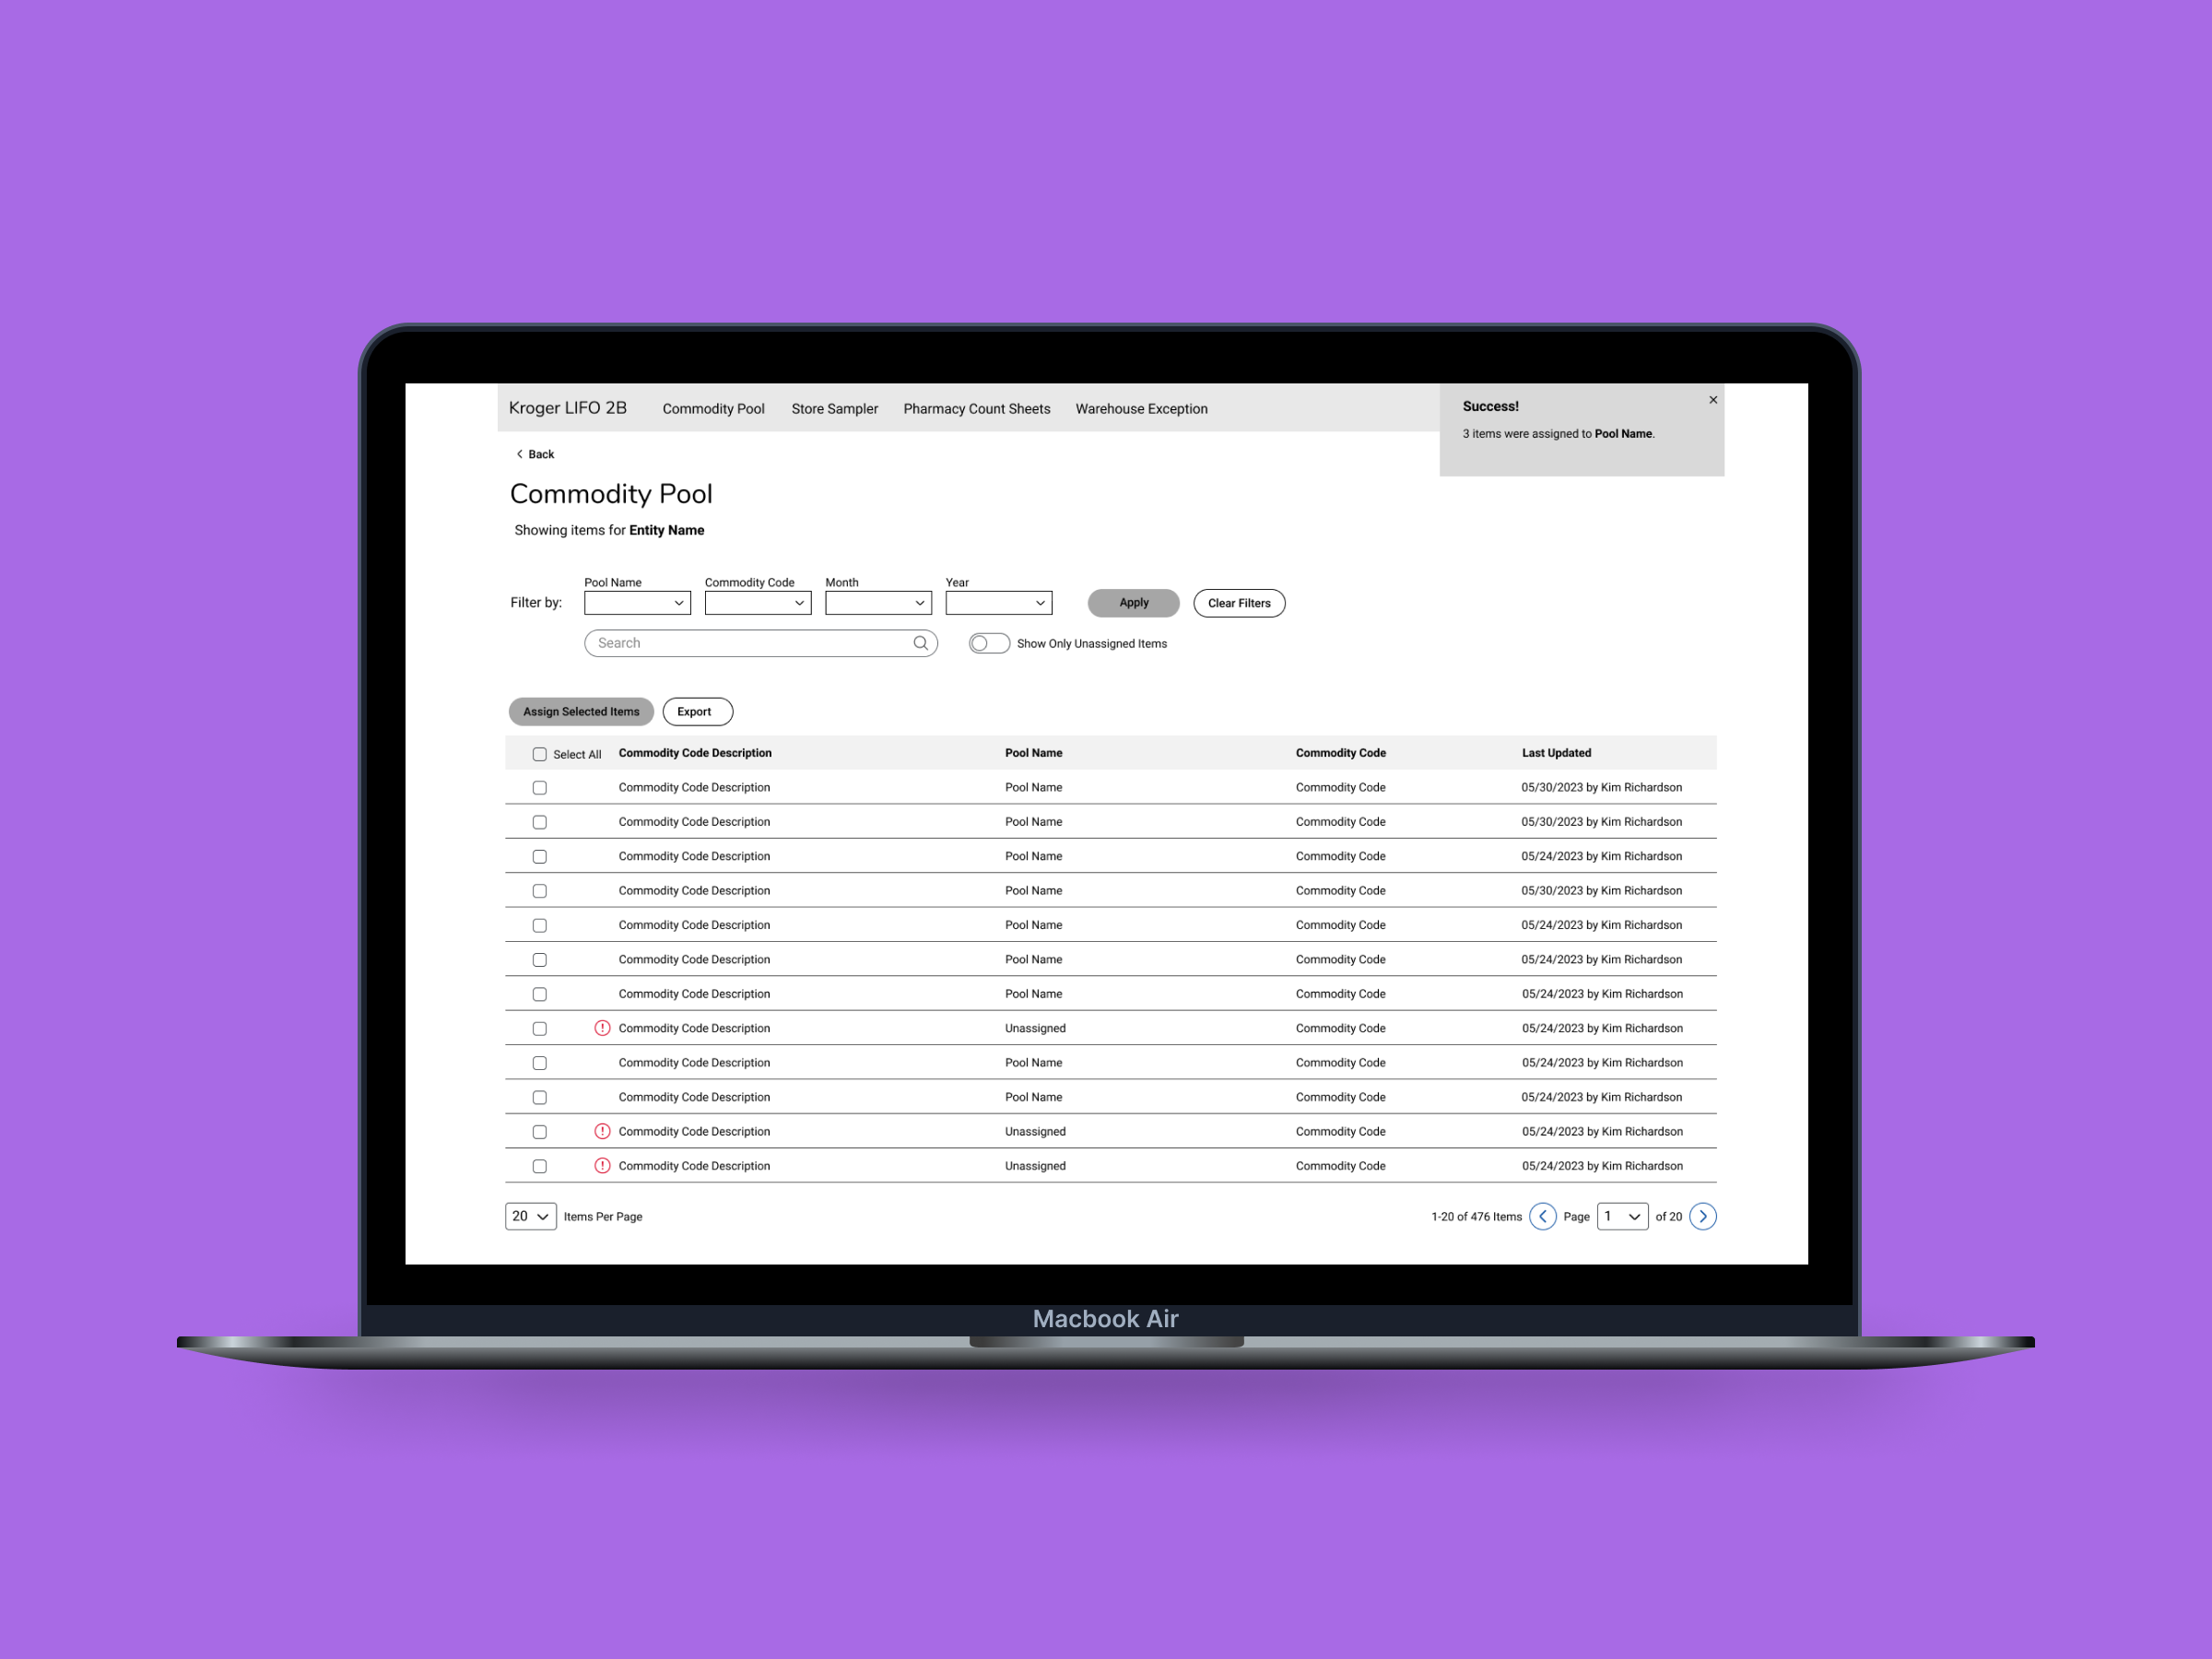 Kroger LIFO 2B Commodity Pool Store Sampler Pharmacy Count Sheets Warehouse Exception
Success!
3 items were assigned to Pool Name.
Back
Commodity Pool
Showing items for Entity Name
Pool Name Commodity Code Month Year
Filter by: Apply Clear Filters
Search Show Only Unassigned Items
Assign Selected Items Export
Select All Commodity Code Description Pool Name Commodity Code Last Updated
Commodity Code Description Pool Name Commodity Code 05/30/2023 by Kim Richardson
Commodity Code Description Pool Name Commodity Code 05/30/2023 by Kim Richardson
Commodity Code Description Pool Name Commodity Code 05/24/2023 by Kim Richardson
Commodity Code Description Pool Name Commodity Code 05/30/2023 by Kim Richardson
Commodity Code Description Pool Name Commodity Code 05/24/2023 by Kim Richardson
Commodity Code Description Pool Name Commodity Code 05/24/2023 by Kim Richardson
Commodity Code Description Pool Name Commodity Code 05/24/2023 by Kim Richardson
Commodity Code Description Unassigned Commodity Code 05/24/2023 by Kim Richardson
Commodity Code Description Pool Name Commodity Code 05/24/2023 by Kim Richardson
Commodity Code Description Pool Name Commodity Code 05/24/2023 by Kim Richardson
Commodity Code Description Unassigned Commodity Code 05/24/2023 by Kim Richardson
Commodity Code Description Unassigned Commodity Code 05/24/2023 by Kim Richardson
20 Items Per Page 1-20 of 476 Items Page 1 of 20
Macbook Air